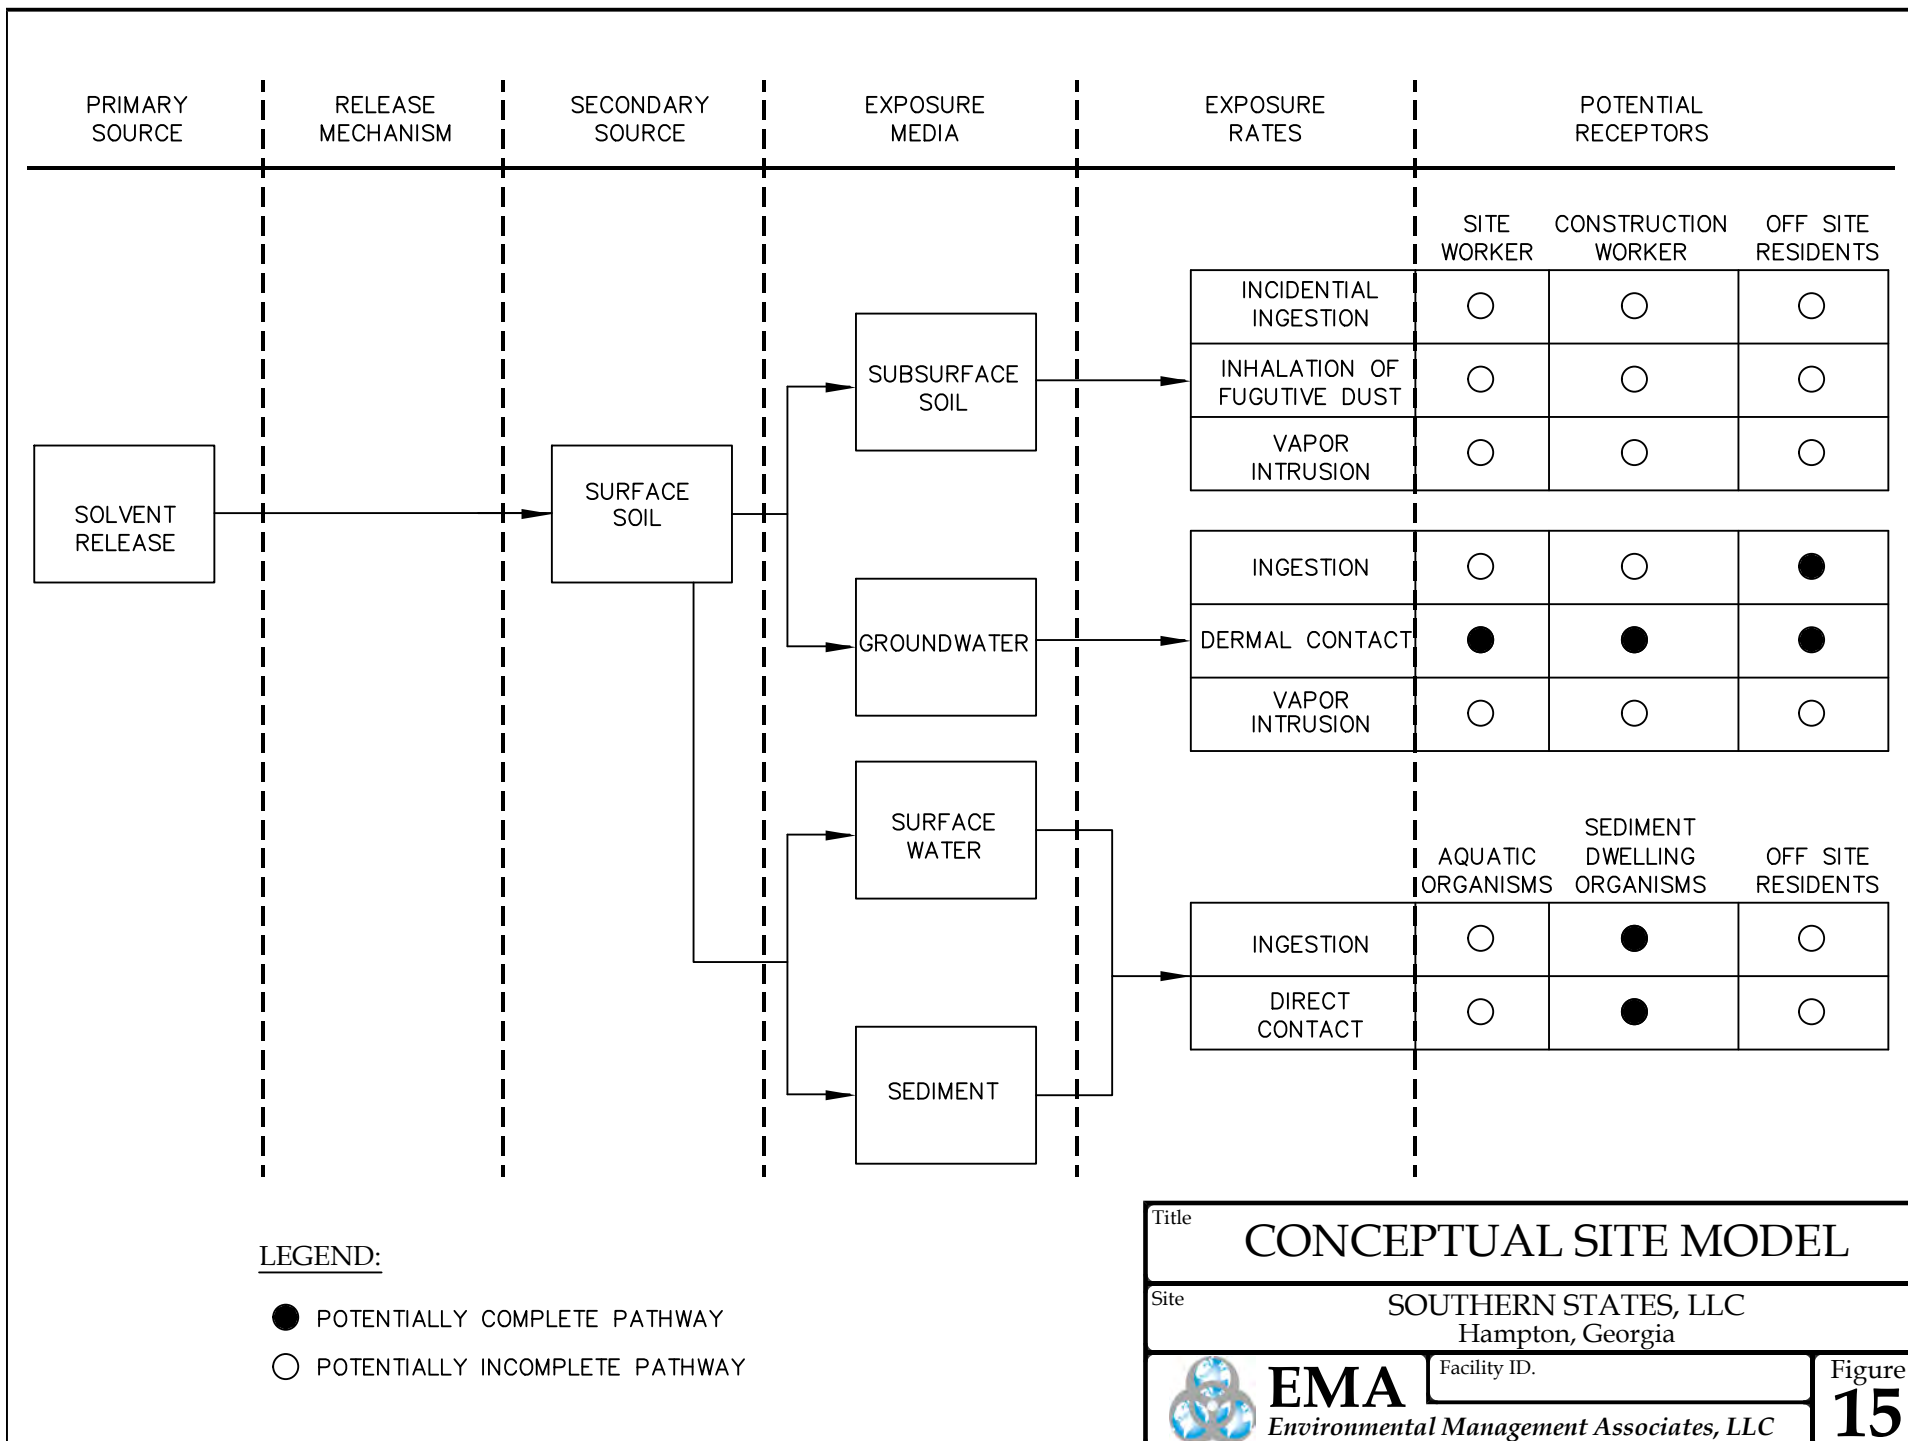 PRIMARY
SOURCE
RELEASE
MECHANISM
SECONDARY
SOURCE
EXPOSURE
MEDIA
EXPOSURE
RATES
POTENTIAL
RECEPTORS
SITE
WORKER
CONSTRUCTION
WORKER
OFF SITE
RESIDENTS
SOLVENT
RELEASE
SURFACE
SOIL
SUBSURFACE
SOIL
INCIDENTIAL
INGESTION
INHALATION OF
FUGUTIVE DUST
VAPOR
INTRUSION
GROUNDWATER
INGESTION
DERMAL CONTACT
VAPOR
INTRUSION
SURFACE
WATER
SEDIMENT
AQUATIC
ORGANISMS
SEDIMENT
DWELLING
ORGANISMS
OFF SITE
RESIDENTS
INGESTION
DIRECT
CONTACT
LEGEND:
POTENTIALLY COMPLETE PATHWAY
POTENTIALLY INCOMPLETE PATHWAY
Title
CONCEPTUAL SITE MODEL
Site
SOUTHERN STATES, LLC
Hampton, Georgia
EMA
Environmental Management Associates, LLC
Facility ID.
Figure
15